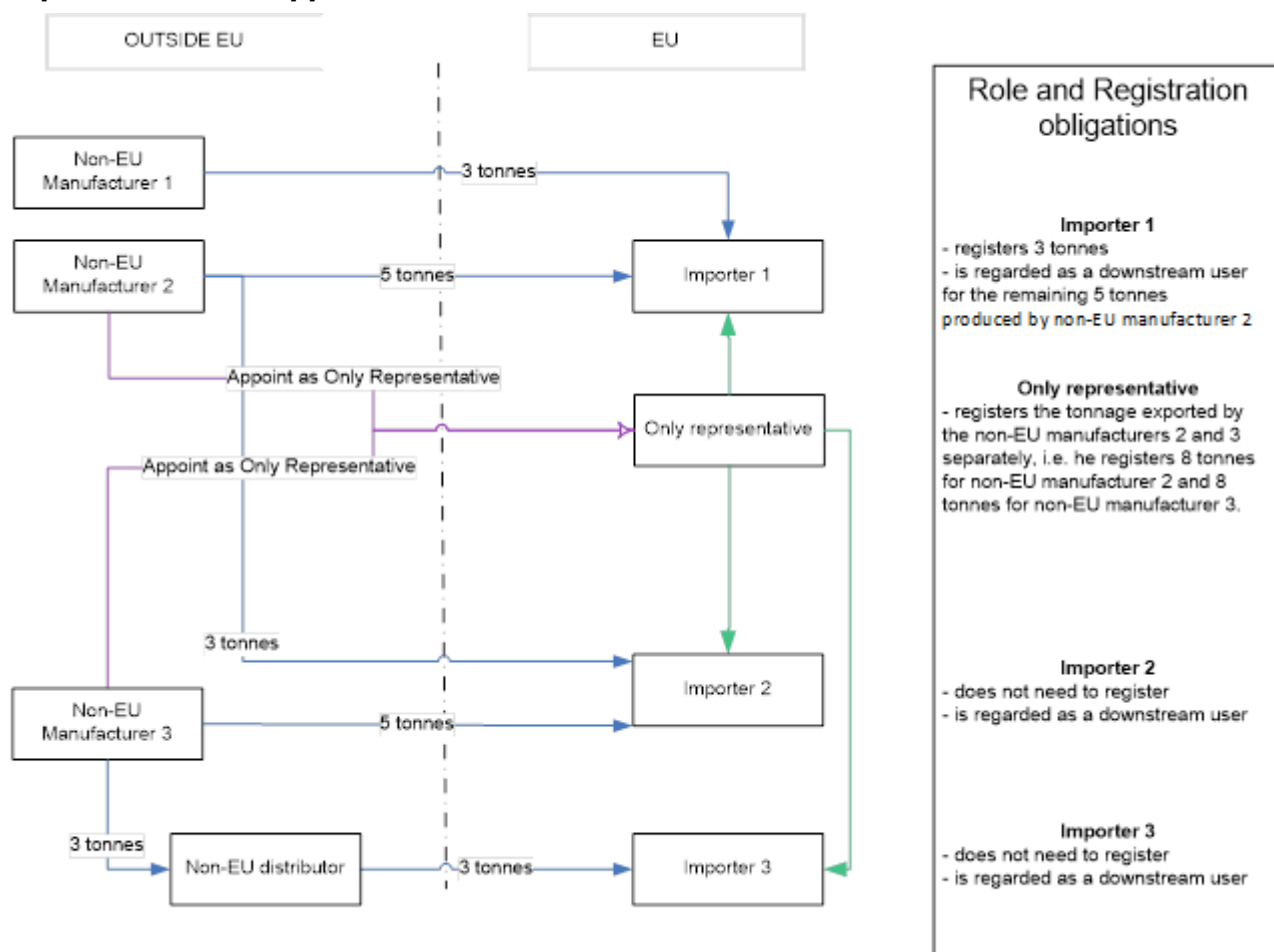 OUTSIDE EU
EU
Non-EU
Manufacturer 1
3 tonnes
Non-EU
Manufacturer 2
5 tonnes
Importer 1
Appoint as Only Representative
Only representative
Appoint as Only Representative
3 tonnes
Importer 2
Non-EU
Manufacturer 3
5 tonnes
3 tonnes
Non-EU distributor
3 tonnes
Importer 3
Role and Registration
obligations
Importer 1
- registers 3 tonnes
- is regarded as a downstream user
for the remaining 5 tonnes
produced by non-EU manufacturer 2
Only representative
- registers the tonnage exported by
the non-EU manufacturers 2 and 3
separately, i.e. he registers 8 tonnes
for non-EU manufacturer 2 and 8
tonnes for non-EU manufacturer 3.
Importer 2
- does not need to register
- is regarded as a downstream user
Importer 3
- does not need to register
- is regarded as a downstream user